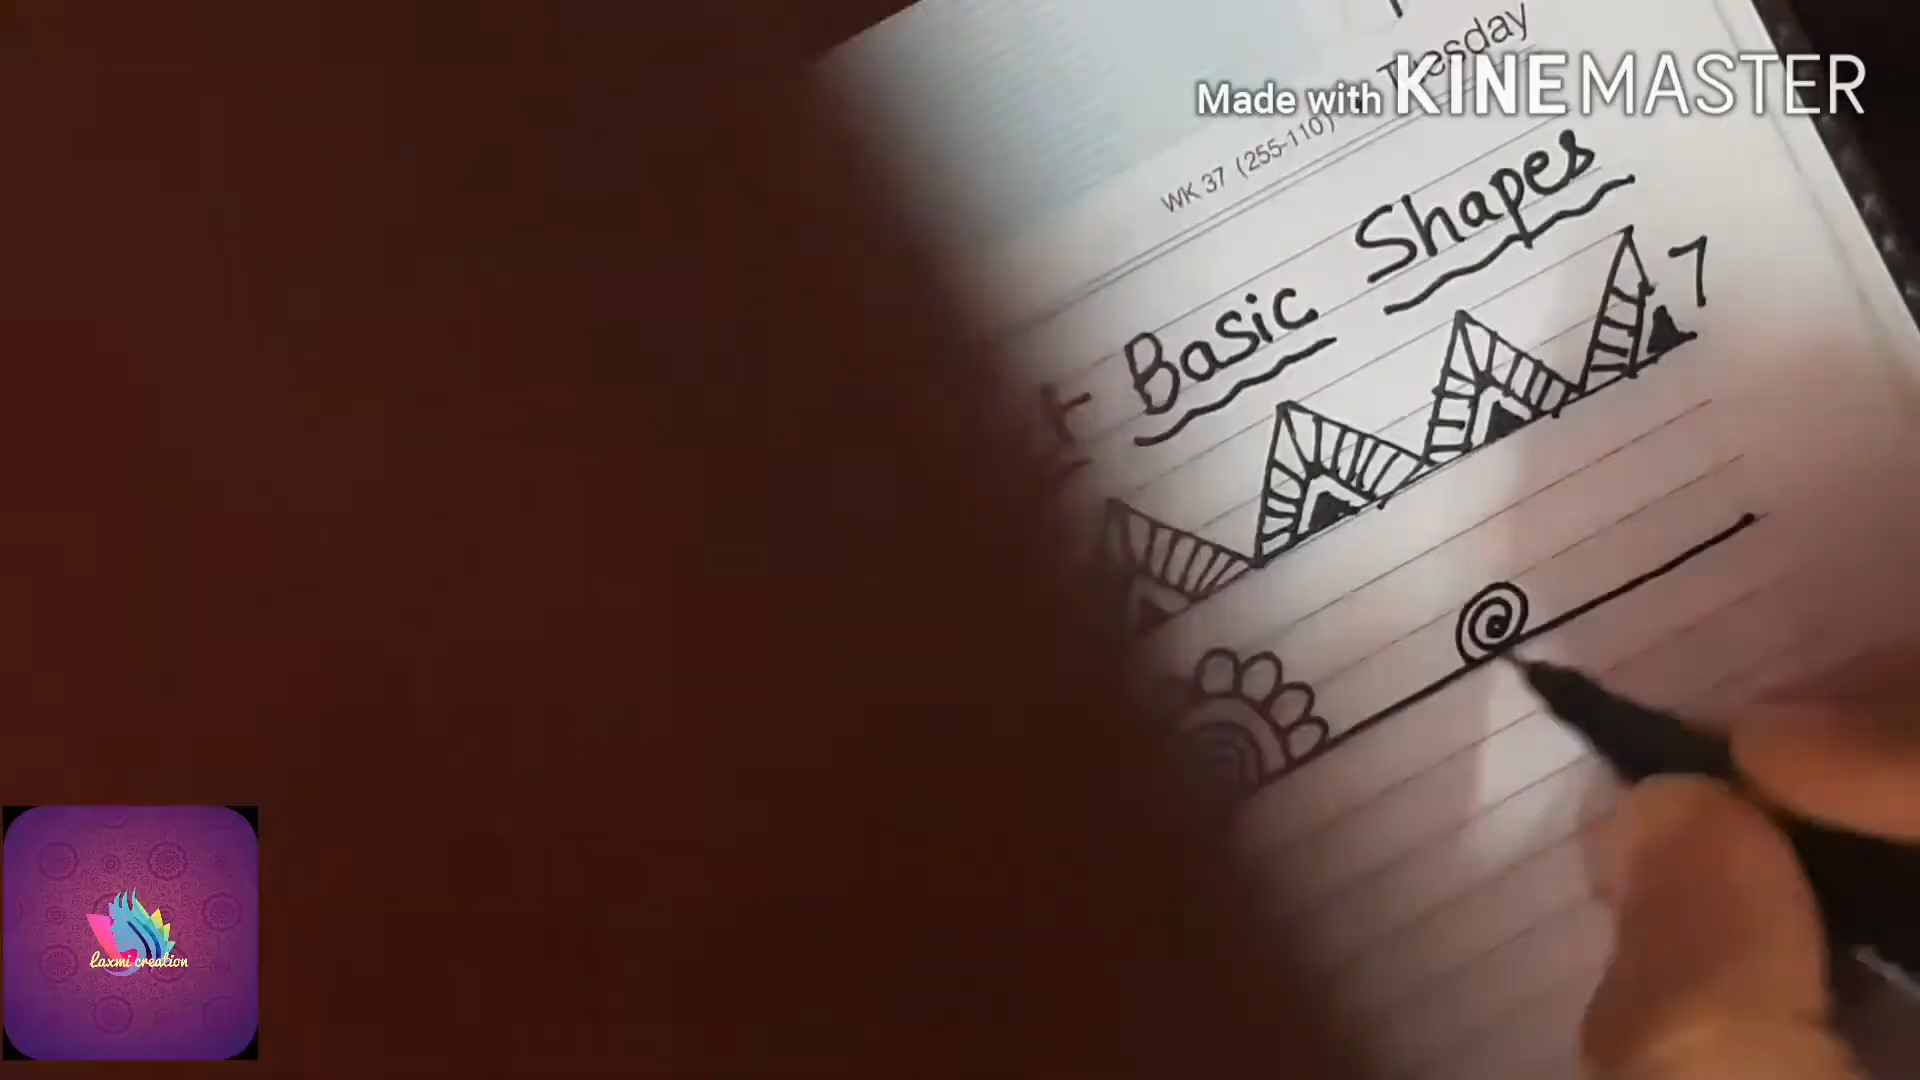 Tuesday
Made with KINEMASTER
WK 37 (255-110)
Basic Shapes
7
Laxmi creation